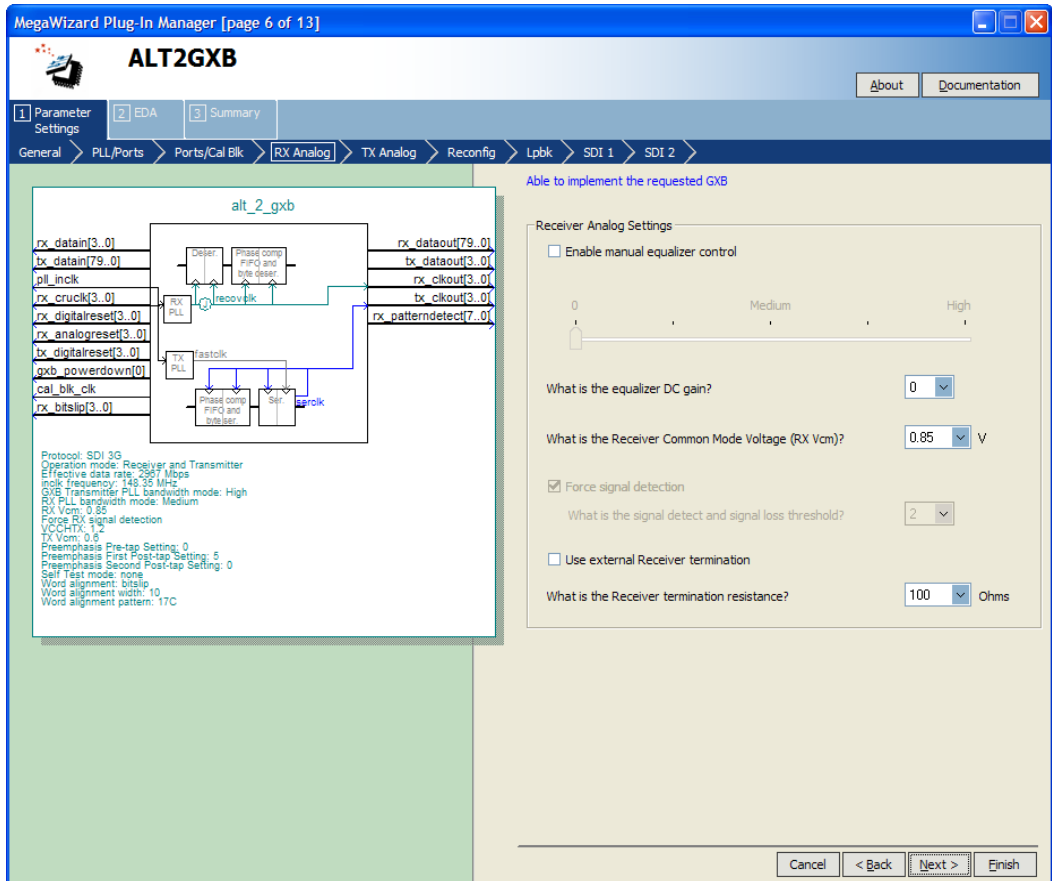 MegaWizard Plug-In Manager [page 6 of 13]
ALT2GXB
About Documentation
1 Parameter Settings 2 EDA 3 Summary
General PLL/Ports Ports/Cal Blk RX Analog TX Analog Reconfig Lpbk SDI 1 SDI 2
Able to implement the requested GXB
alt_2_gxb
rx_datain[3..0]
tx_datain[79..0]
pll_inclk
rx_cruclk[3..0]
rx_digitalreset[3..0]
rx_analogreset[3..0]
tx_digitalreset[3..0]
gxb_powerdown[0]
cal_blk_clk
rx_bitslip[3..0]
Deser.
Phase comp
FIFO and
byte deser.
RX
PLL
recovclk
TX
PLL
fastclk
Phase comp
FIFO and
byte ser.
Ser.
serclk
rx_dataout[79..0]
tx_dataout[3..0]
rx_clkout[3..0]
tx_clkout[3..0]
rx_patterndetect[7..0]
Protocol: SDI 3G
Operation mode: Receiver and Transmitter
Effective data rate: 2967 Mbps
inclk frequency: 148.35 MHz
GXB Transmitter PLL bandwidth mode: High
RX PLL bandwidth mode: Medium
RX Vcm: 0.85
Force RX signal detection
VCCHTX: 1.2
TX Vcm: 0.6
Preemphasis Pre-tap Setting: 0
Preemphasis First Post-tap Setting: 5
Preemphasis Second Post-tap Setting: 0
Self Test mode: none
Word alignment: bitslip
Word alignment width: 10
Word alignment pattern: 17C
Receiver Analog Settings
Enable manual equalizer control
0 Medium High
What is the equalizer DC gain? 0
What is the Receiver Common Mode Voltage (RX Vcm)? 0.85 V
Force signal detection
What is the signal detect and signal loss threshold? 2
Use external Receiver termination
What is the Receiver termination resistance? 100 Ohms
Cancel < Back Next > Finish